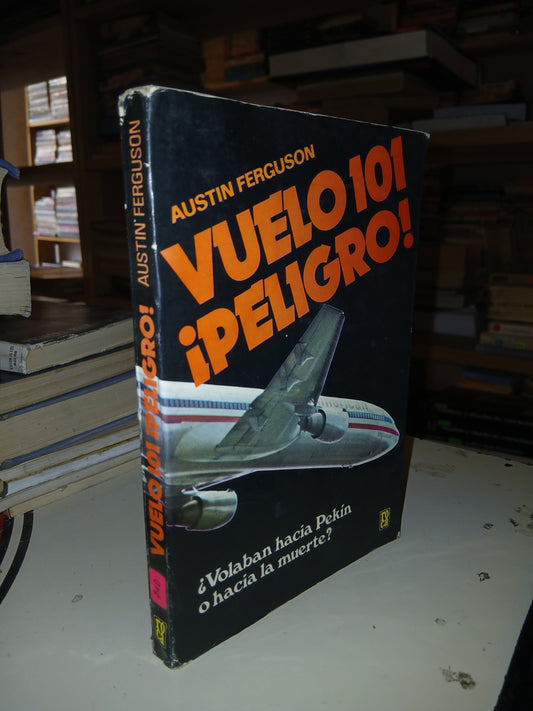 AUSTIN FERGUSON
VUELO 101
¡PELIGRO!
¿Volaban hacia Pekín
o hacia la muerte?
VUELO 101 ¡PELIGRO! AUSTIN FERGUSON